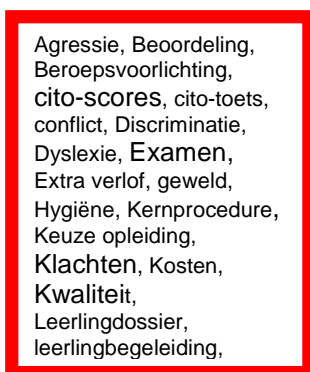 Agressie, Beoordeling,
Beroepsvoorlichting,
cito-scores, cito-toets,
conflict, Discriminatie,
Dyslexie, Examen,
Extra verlof, geweld,
Hygiëne, Kernprocedure,
Keuze opleiding,
Klachten, Kosten,
Kwaliteit,
Leerlingdossier,
leerlingbegeleiding,